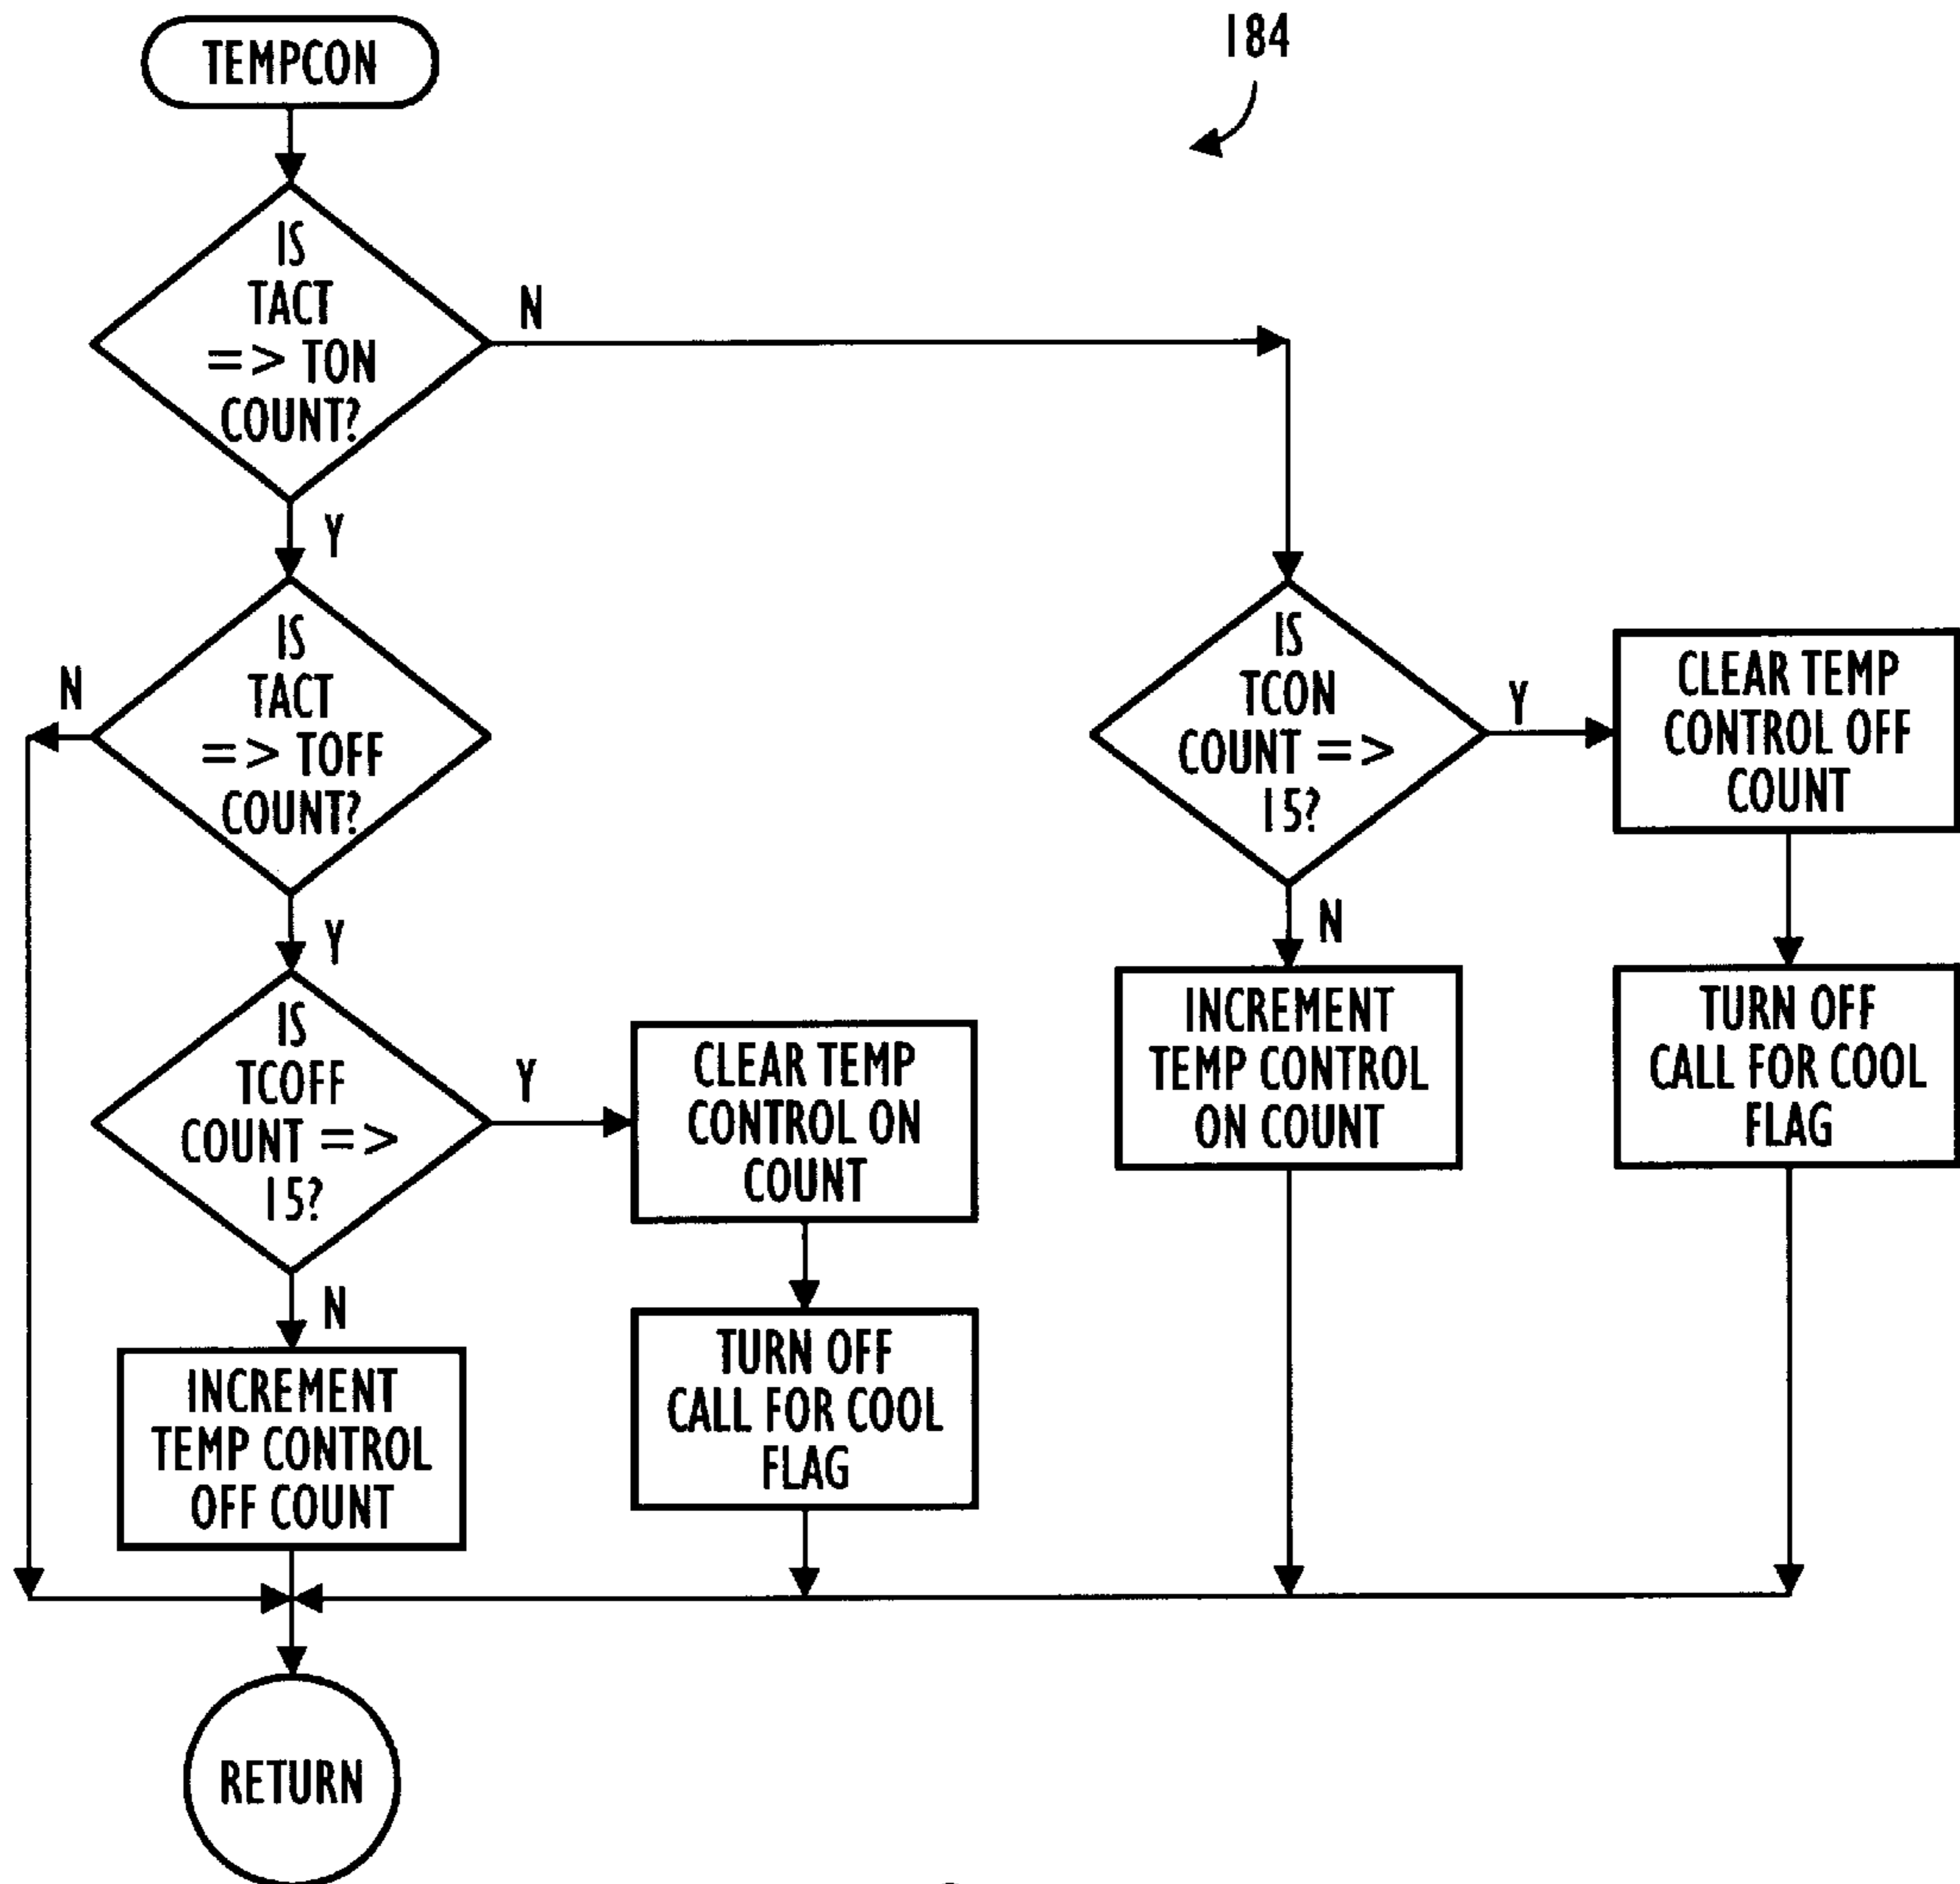 TEMPCON
184
IS
TACT
=> TON
COUNT?
N
Y
IS
TACT
=> TOFF
COUNT?
N
Y
IS
TCON
COUNT =>
15?
Y
N
CLEAR TEMP
CONTROL OFF
COUNT
INCREMENT
TEMP CONTROL
ON COUNT
TURN OFF
CALL FOR COOL
FLAG
IS
TCOFF
COUNT =>
15?
Y
N
CLEAR TEMP
CONTROL ON
COUNT
TURN OFF
CALL FOR COOL
FLAG
INCREMENT
TEMP CONTROL
OFF COUNT
RETURN